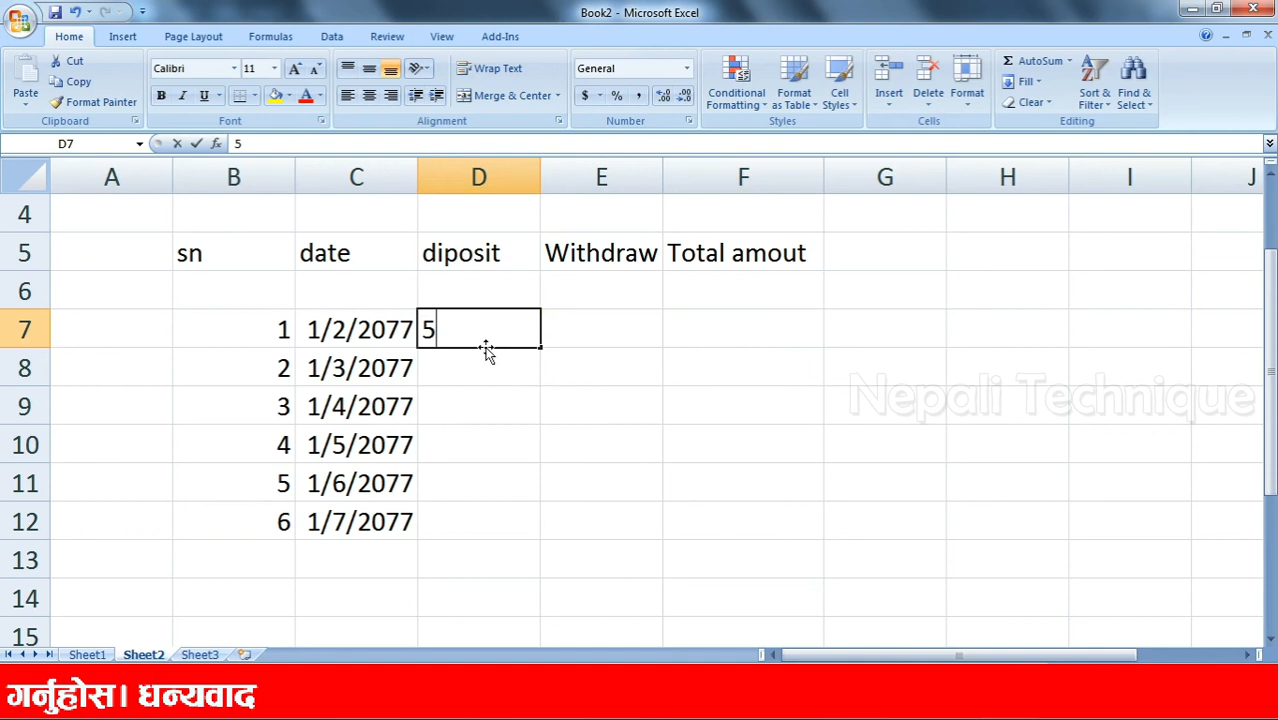 Book2 - Microsoft Excel
Home Insert Page Layout Formulas Data Review View Add-Ins
Cut Calibri 11 A A Wrap Text General AutoSum
Copy Fill
Paste Format Painter B I U A Merge & Center $ % , Conditional Formatting Format as Table Cell Styles Insert Delete Format Clear Sort & Filter Find & Select
Clipboard Font Alignment Number Styles Cells Editing
D7 fx 5
A B C D E F G H I J
4
5 sn date diposit Withdraw Total amout
6
7 1 1/2/2077 5
8 2 1/3/2077
9 3 1/4/2077
Nepali Technique
10 4 1/5/2077
11 5 1/6/2077
12 6 1/7/2077
13
14
15
Sheet1 Sheet2 Sheet3
गर्नुहोस। धन्यवाद